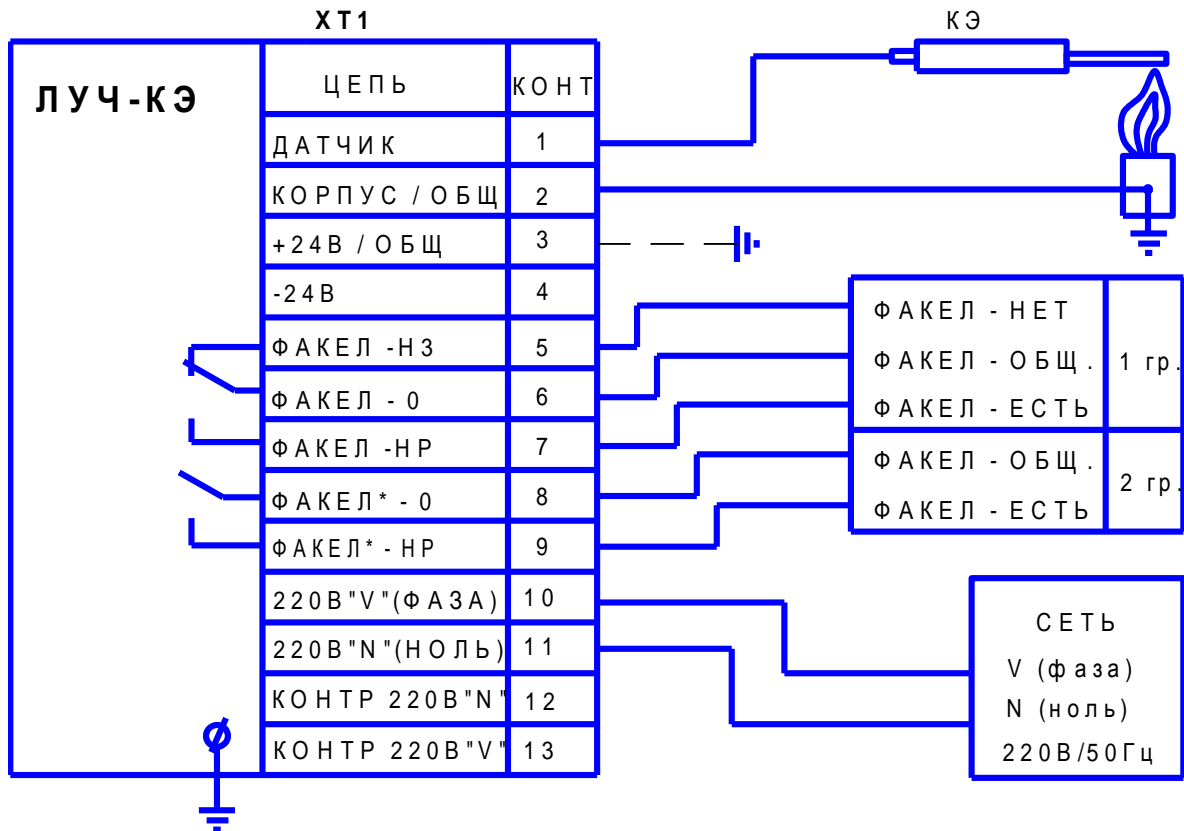 ХТ1
КЭ
ЛУЧ-КЭ
ЦЕПЬ КОНТ
ДАТЧИК 1
КОРПУС / ОБЩ 2
+24В / ОБЩ 3
-24В 4
ФАКЕЛ -НЗ 5
ФАКЕЛ - 0 6
ФАКЕЛ -НР 7
ФАКЕЛ* - 0 8
ФАКЕЛ* - НР 9
220В"V"(ФАЗА) 10
220В"N"(НОЛЬ) 11
КОНТР 220В"N" 12
КОНТР 220В"V" 13
ФАКЕЛ - НЕТ
ФАКЕЛ - ОБЩ.
ФАКЕЛ - ЕСТЬ
1 гр.
ФАКЕЛ - ОБЩ.
ФАКЕЛ - ЕСТЬ
2 гр.
СЕТЬ
V (фаза)
N (ноль)
220В/50Гц